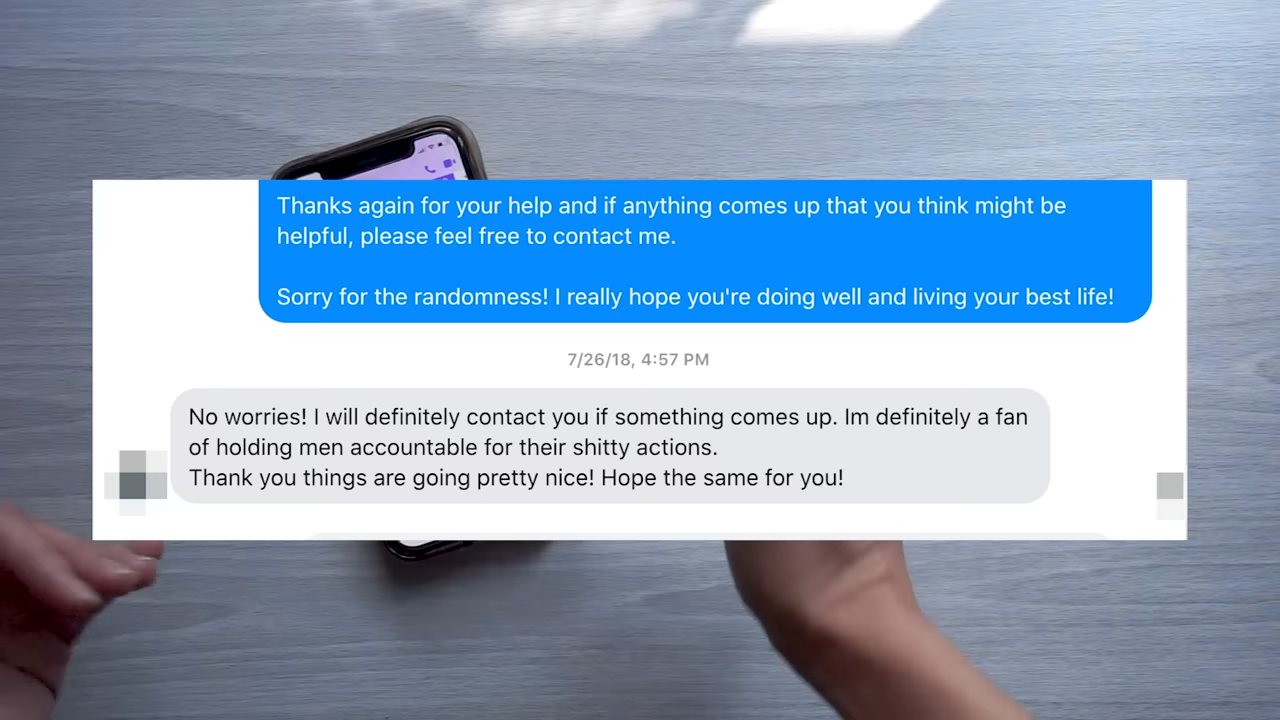 Thanks again for your help and if anything comes up that you think might be
helpful, please feel free to contact me.
Sorry for the randomness! I really hope you're doing well and living your best life!
7/26/18, 4:57 PM
No worries! I will definitely contact you if something comes up. Im definitely a fan
of holding men accountable for their shitty actions.
Thank you things are going pretty nice! Hope the same for you!